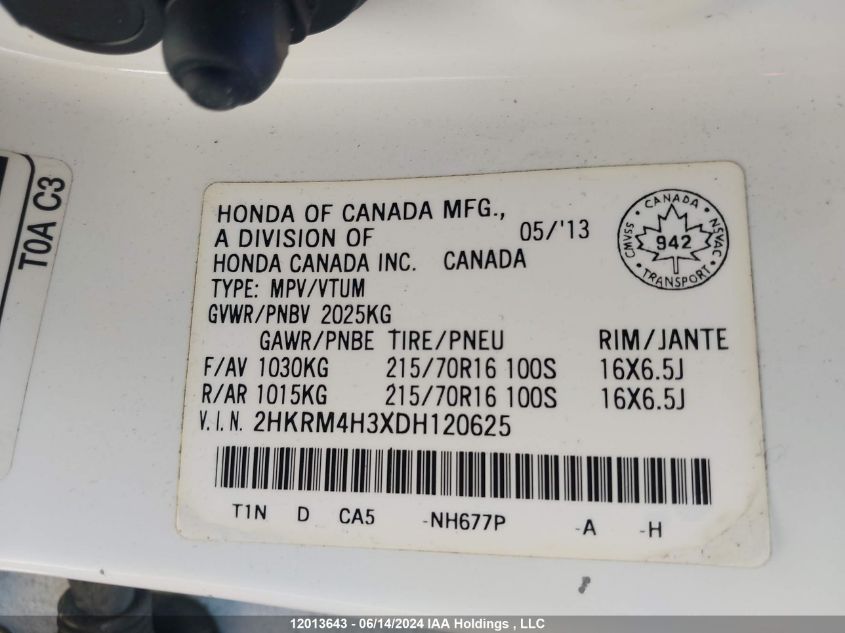 T0A C3
HONDA OF CANADA MFG.,
A DIVISION OF 05/'13
HONDA CANADA INC. CANADA
TYPE: MPV/VTUM
GVWR/PNBV 2025KG
GAWR/PNBE TIRE/PNEU RIM/JANTE
F/AV 1030KG 215/70R16 100S 16X6.5J
R/AR 1015KG 215/70R16 100S 16X6.5J
V.I.N. 2HKRM4H3XDH120625
T1N D CA5 -NH677P -A -H
CANADA
CMVSS 942 NSVAC
TRANSPORT
12013643 - 06/14/2024 IAA Holdings , LLC